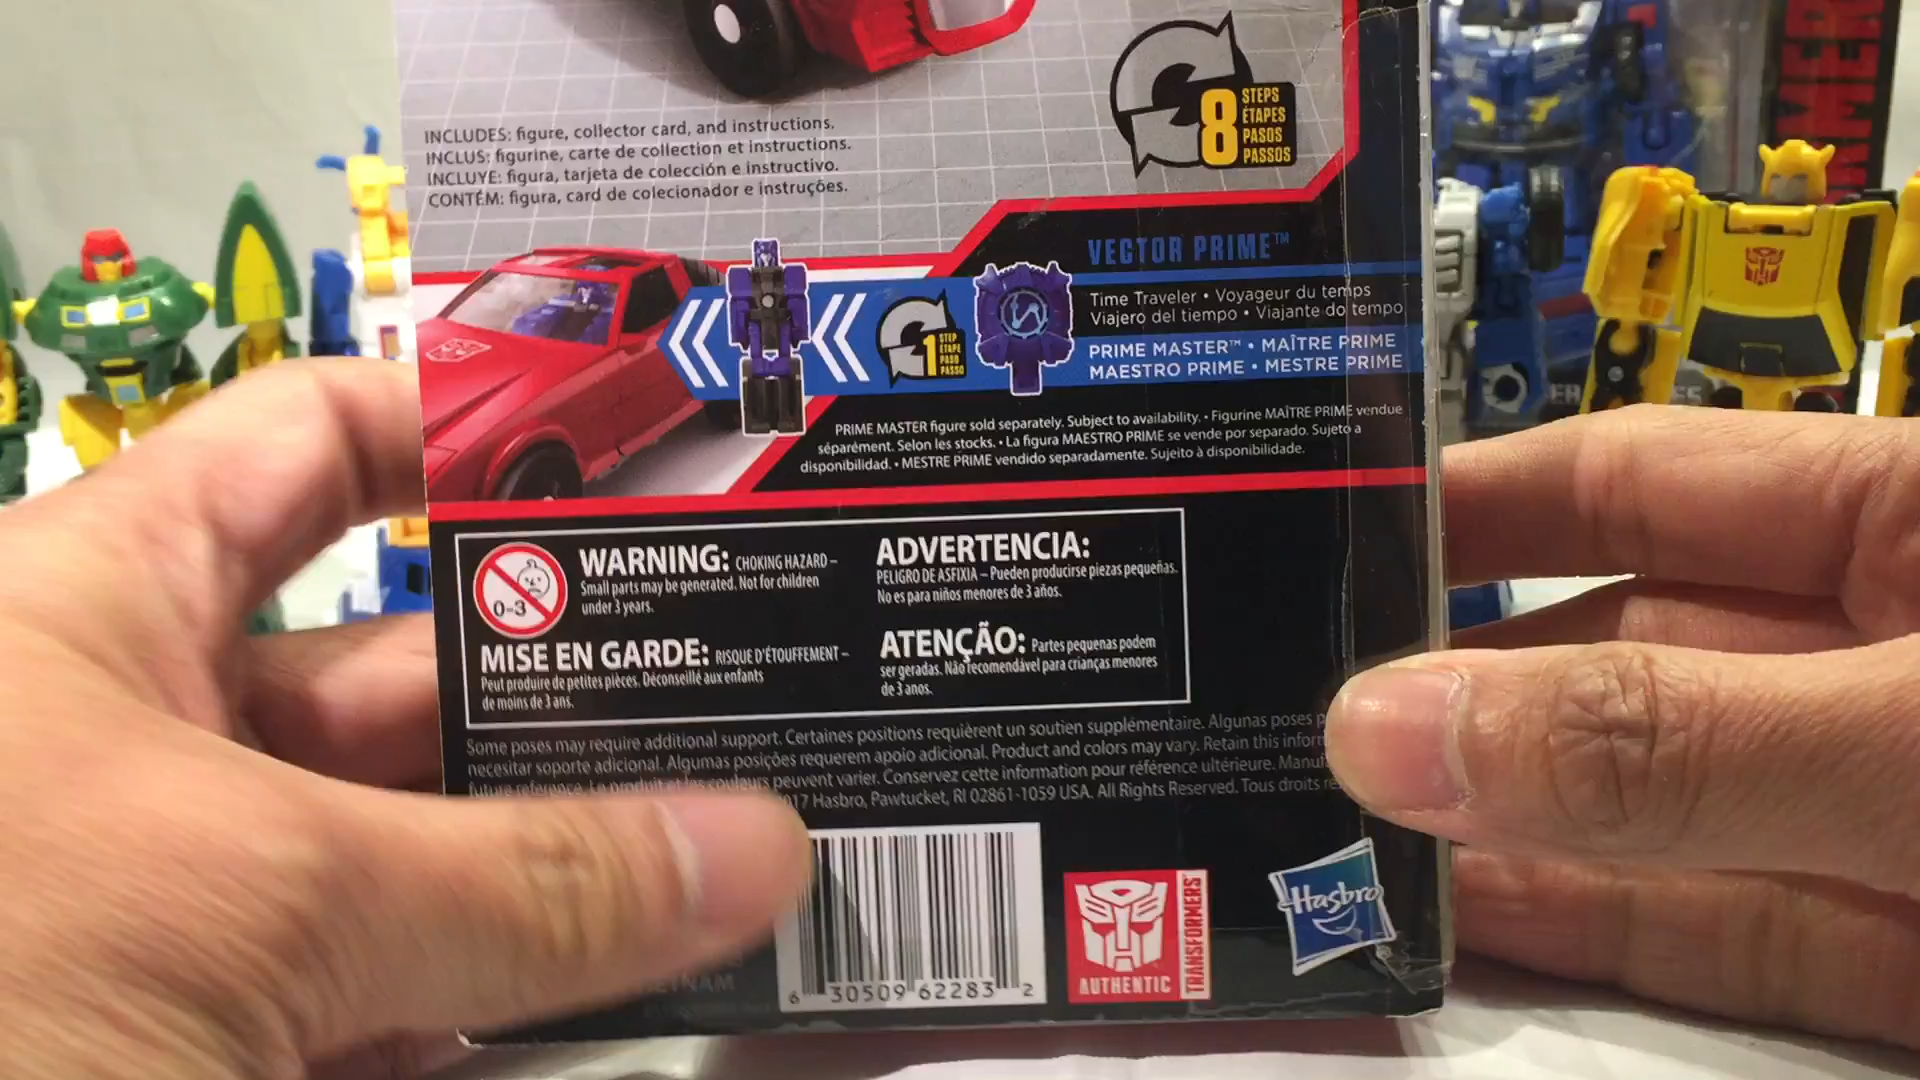 8
STEPS
ÉTAPES
PASOS
PASSOS
INCLUDES: figure, collector card, and instructions.
INCLUS: figurine, carte de collection et instructions.
INCLUYE: figura, tarjeta de colección e instructivo.
CONTÉM: figura, card de colecionador e instruções.
VECTOR PRIME™
Time Traveler • Voyageur du temps
Viajero del tiempo • Viajante do tempo
1
STEP
ÉTAPE
PASO
PASSO
PRIME MASTER™ • MAÎTRE PRIME
MAESTRO PRIME • MESTRE PRIME
PRIME MASTER figure sold separately. Subject to availability. • Figurine MAÎTRE PRIME vendue
séparément. Selon les stocks. • La figura MAESTRO PRIME se vende por separado. Sujeto a
disponibilidad. • MESTRE PRIME vendido separadamente. Sujeito à disponibilidade.
0-3
WARNING: CHOKING HAZARD –
Small parts may be generated. Not for children
under 3 years.
ADVERTENCIA:
PELIGRO DE ASFIXIA – Pueden producirse piezas pequeñas.
No es para niños menores de 3 años.
MISE EN GARDE: RISQUE D'ÉTOUFFEMENT –
Peut produire de petites pièces. Déconseillé aux enfants
de moins de 3 ans.
ATENÇÃO: Partes pequenas podem
ser geradas. Não recomendável para crianças menores
de 3 anos.
Some poses may require additional support. Certaines positions requièrent un soutien supplémentaire. Algunas poses
necesitar soporte adicional. Algumas posições requerem apoio adicional. Product and colors may vary. Retain this
future reference. Le produit et les couleurs peuvent varier. Conservez cette information pour référence ultérieure.
Hasbro, Pawtucket, RI 02861-1059 USA. All Rights Reserved. Tous droits
6 30509 62283 2
AUTHENTIC
TRANSFORMERS
Hasbro